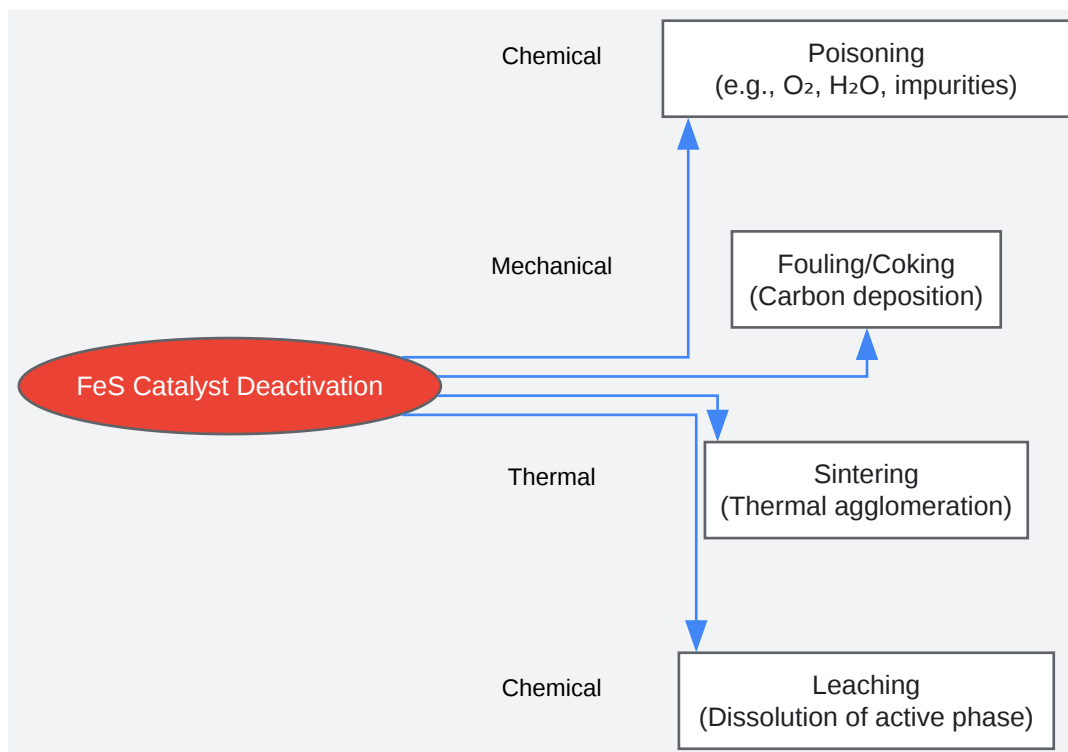 Chemical
Poisoning
(e.g., O₂, H₂O, impurities)
Mechanical
Fouling/Coking
(Carbon deposition)
FeS Catalyst Deactivation
Thermal
Sintering
(Thermal agglomeration)
Chemical
Leaching
(Dissolution of active phase)